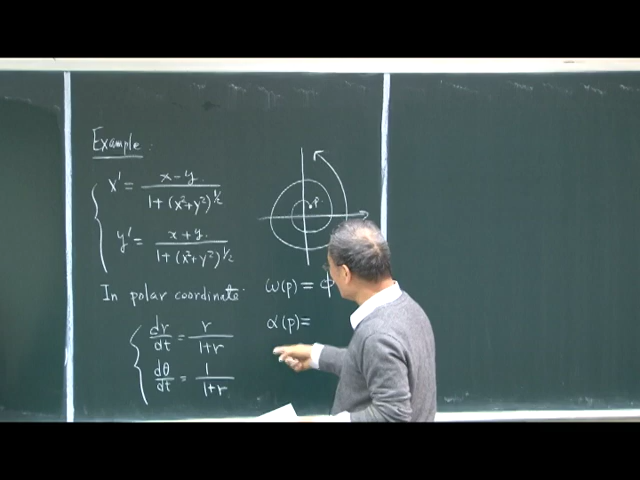 Example :
x' = x-y / 1+(x²+y²)^1/2
y' = x+y / 1+(x²+y²)^1/2
In polar coordinate.
dr/dt = r / 1+r
dθ/dt = 1 / 1+r
P.
ω(p) = ϕ
α(p) =